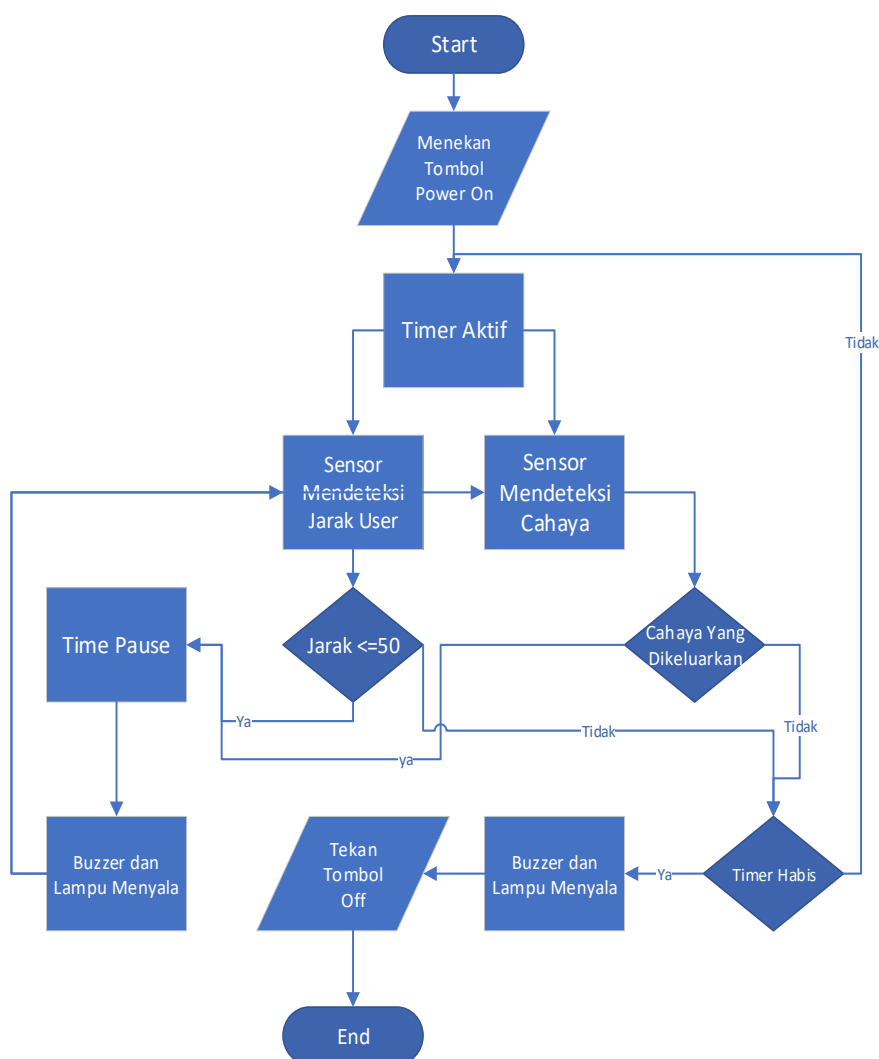 Start
Menekan
Tombol
Power On
Timer Aktif
Tidak
Sensor
Mendeteksi
Jarak User
Sensor
Mendeteksi
Cahaya
Time Pause
Jarak <=50
Cahaya Yang
Dikeluarkan
Ya
ya
Tidak
Tidak
Buzzer dan
Lampu Menyala
Tekan
Tombol
Off
Buzzer dan
Lampu Menyala
Ya
Timer Habis
End